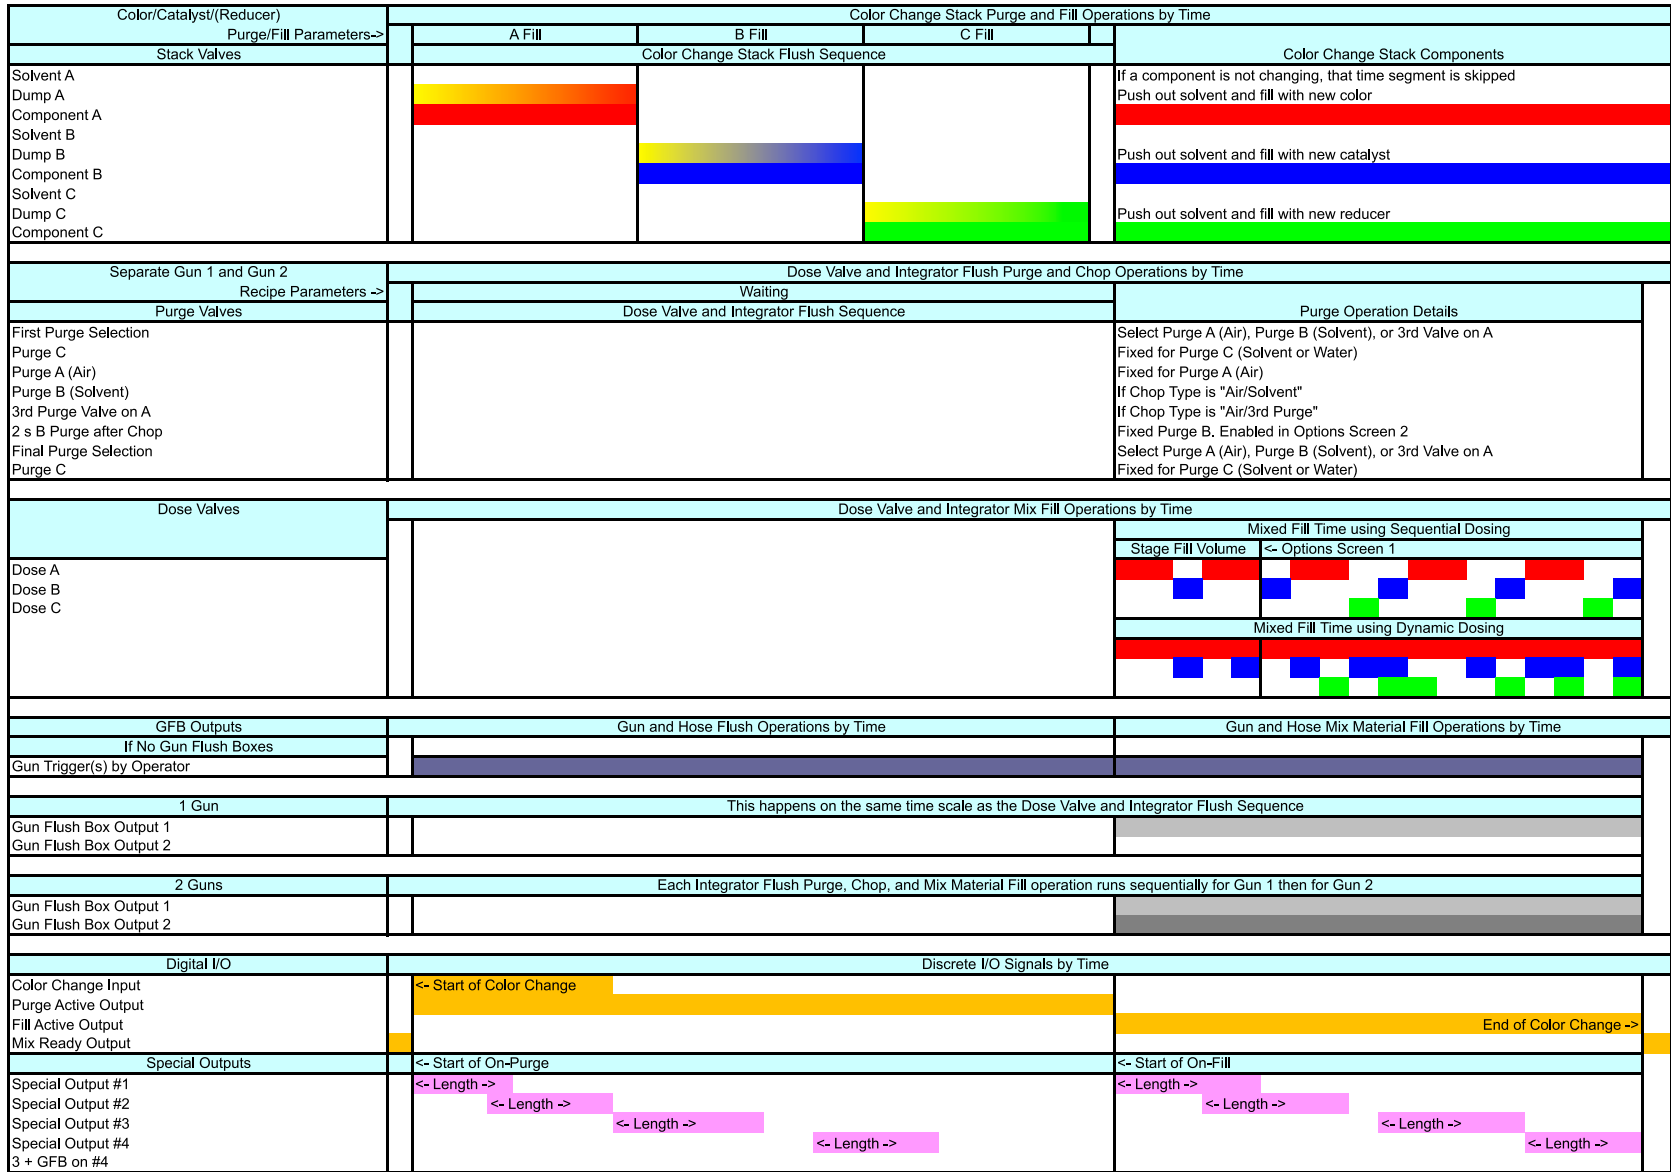 Color/Catalyst/(Reducer)
Color Change Stack Purge and Fill Operations by Time
Purge/Fill Parameters->
A Fill
B Fill
C Fill
Stack Valves
Color Change Stack Flush Sequence
Color Change Stack Components
Solvent A
If a component is not changing, that time segment is skipped
Dump A
Push out solvent and fill with new color
Component A
Solvent B
Dump B
Push out solvent and fill with new catalyst
Component B
Solvent C
Dump C
Push out solvent and fill with new reducer
Component C
Separate Gun 1 and Gun 2
Dose Valve and Integrator Flush Purge and Chop Operations by Time
Recipe Parameters ->
Waiting
Purge Valves
Dose Valve and Integrator Flush Sequence
Purge Operation Details
First Purge Selection
Select Purge A (Air), Purge B (Solvent), or 3rd Valve on A
Purge C
Fixed for Purge C (Solvent or Water)
Purge A (Air)
Fixed for Purge A (Air)
Purge B (Solvent)
If Chop Type is "Air/Solvent"
3rd Purge Valve on A
If Chop Type is "Air/3rd Purge"
2 s B Purge after Chop
Fixed Purge B. Enabled in Options Screen 2
Final Purge Selection
Select Purge A (Air), Purge B (Solvent), or 3rd Valve on A
Purge C
Fixed for Purge C (Solvent or Water)
Dose Valves
Dose Valve and Integrator Mix Fill Operations by Time
Mixed Fill Time using Sequential Dosing
Stage Fill Volume
<- Options Screen 1
Dose A
Dose B
Dose C
Mixed Fill Time using Dynamic Dosing
GFB Outputs
Gun and Hose Flush Operations by Time
Gun and Hose Mix Material Fill Operations by Time
If No Gun Flush Boxes
Gun Trigger(s) by Operator
1 Gun
This happens on the same time scale as the Dose Valve and Integrator Flush Sequence
Gun Flush Box Output 1
Gun Flush Box Output 2
2 Guns
Each Integrator Flush Purge, Chop, and Mix Material Fill operation runs sequentially for Gun 1 then for Gun 2
Gun Flush Box Output 1
Gun Flush Box Output 2
Digital I/O
Discrete I/O Signals by Time
Color Change Input
<- Start of Color Change
Purge Active Output
Fill Active Output
End of Color Change ->
Mix Ready Output
Special Outputs
<- Start of On-Purge
<- Start of On-Fill
Special Output #1
<- Length ->
<- Length ->
Special Output #2
<- Length ->
<- Length ->
Special Output #3
<- Length ->
<- Length ->
Special Output #4
<- Length ->
<- Length ->
3 + GFB on #4